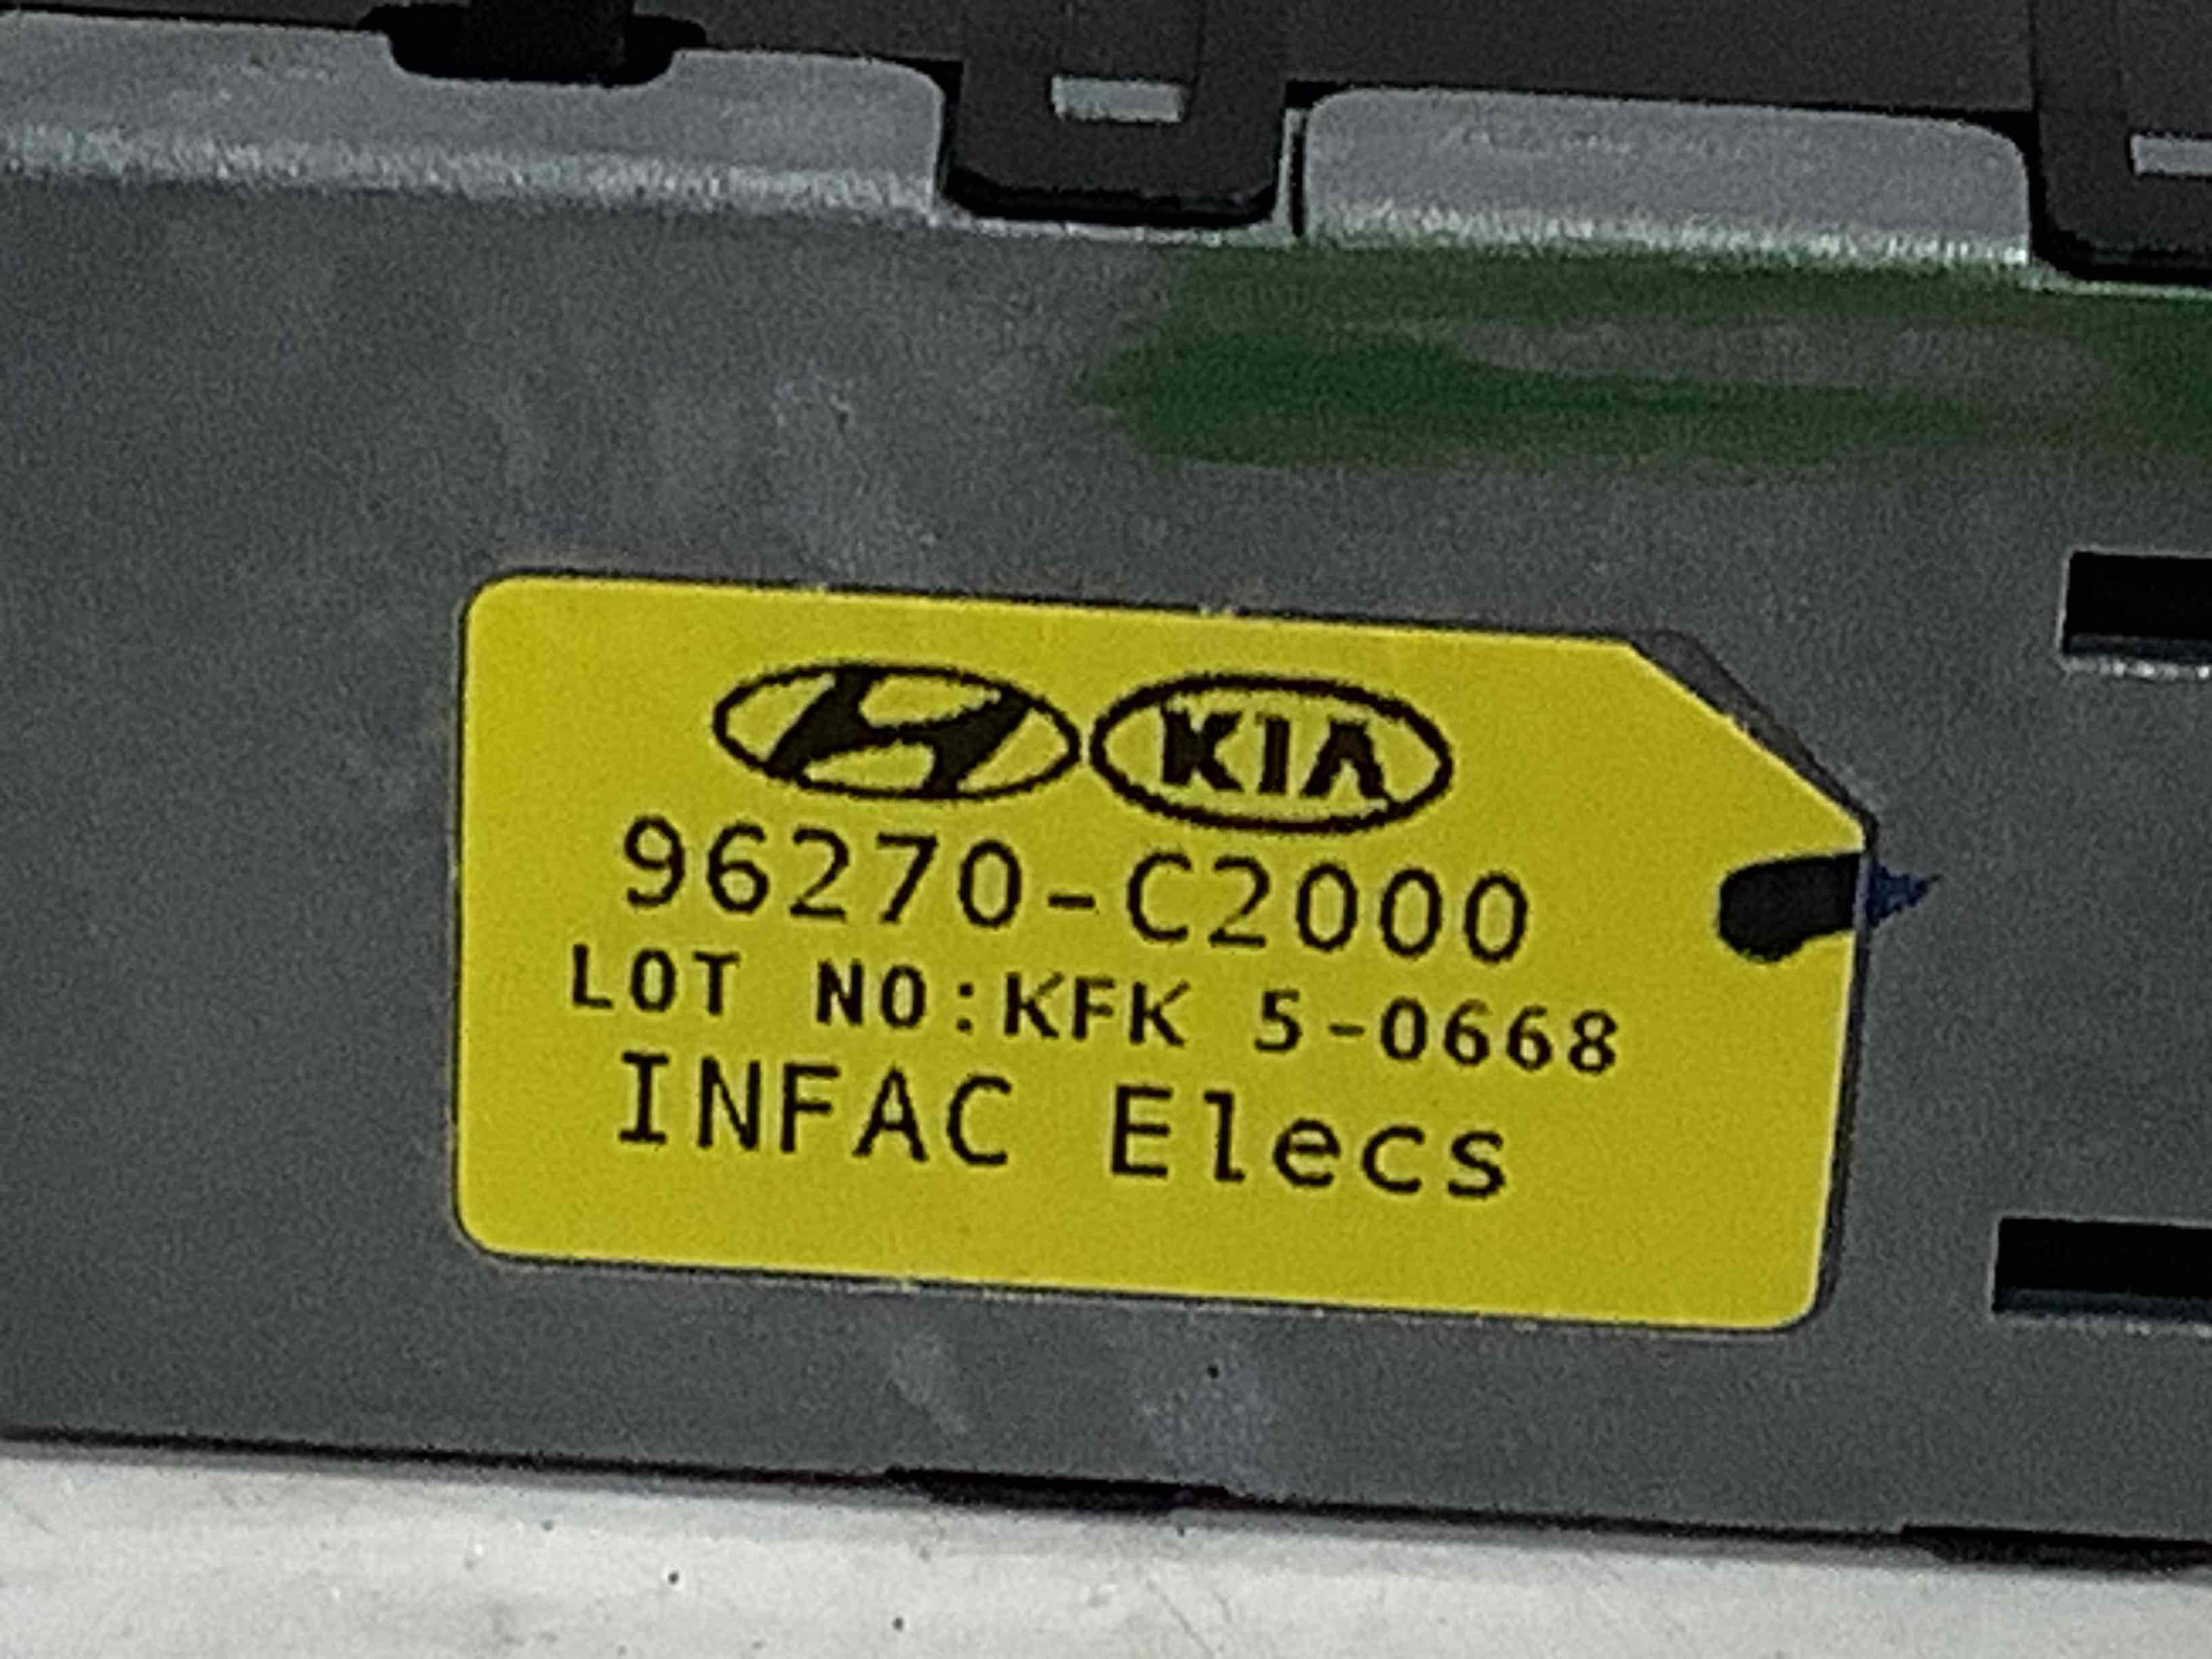 KIA
96270-C2000
LOT NO:KFK 5-0668
INFAC Elecs